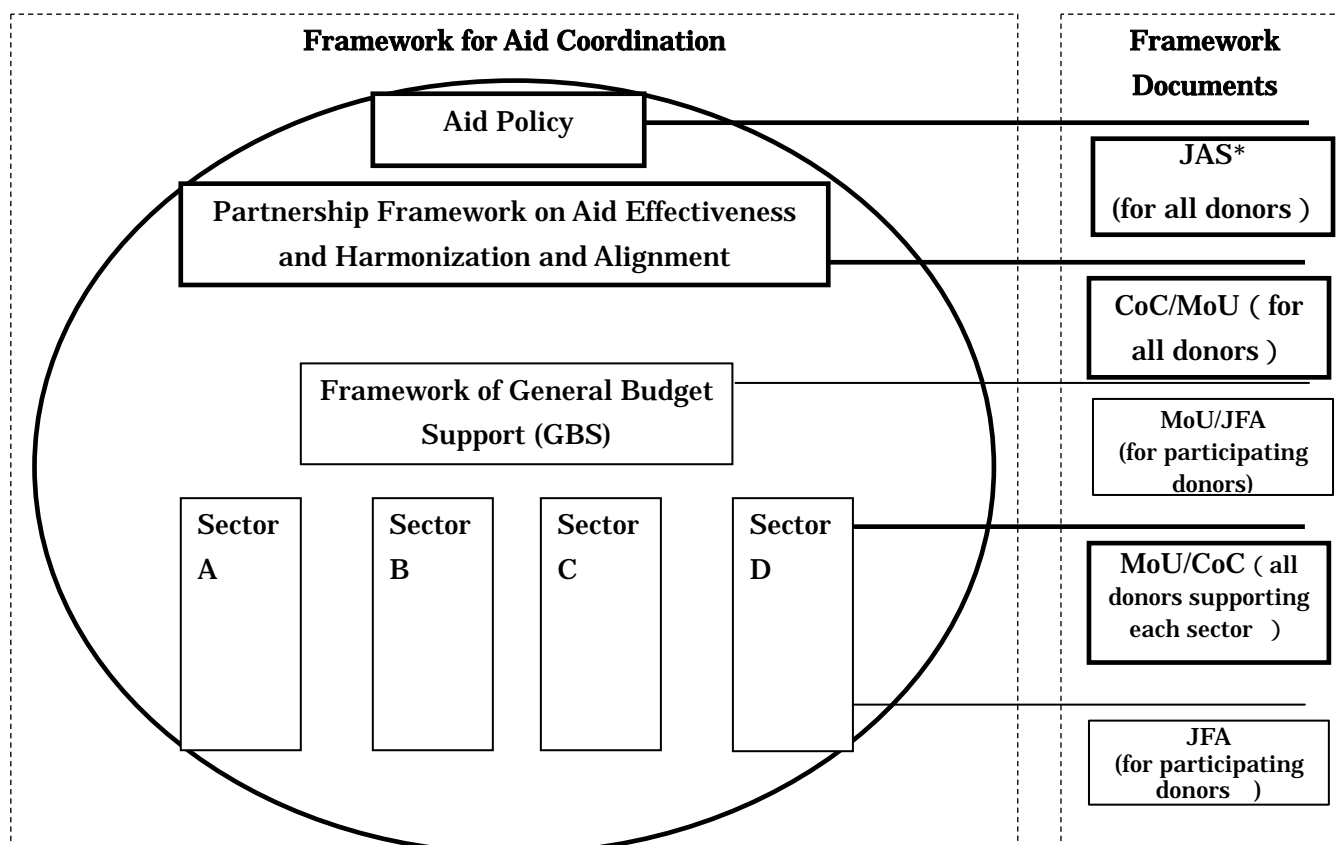 Framework for Aid Coordination
Aid Policy
Partnership Framework on Aid Effectiveness
and Harmonization and Alignment
Framework of General Budget
Support (GBS)
Sector
A
Sector
B
Sector
C
Sector
D
Framework
Documents
JAS*
(for all donors )
CoC/MoU ( for
all donors )
MoU/JFA
(for participating
donors)
MoU/CoC ( all
donors supporting
each sector )
JFA
(for participating
donors )